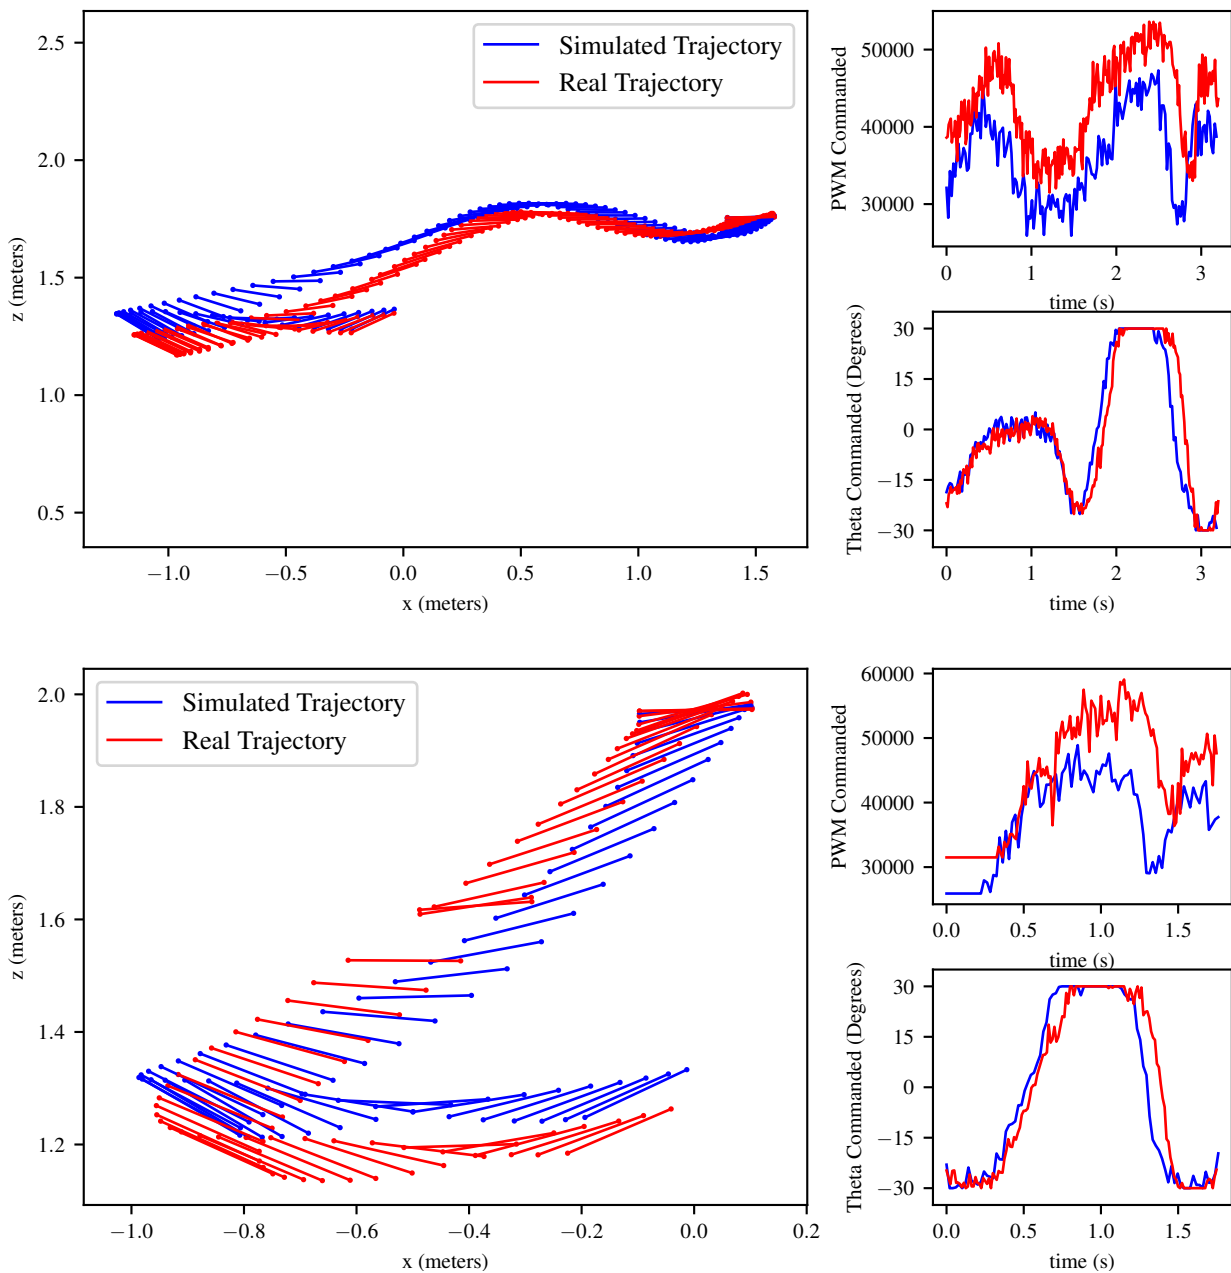 2.5
2.0
1.5
1.0
0.5
z (meters)
Simulated Trajectory
Real Trajectory
−1.0 −0.5 0.0 0.5 1.0 1.5
x (meters)
50000
40000
30000
PWM Commanded
0 1 2 3
time (s)
30
15
0
−15
−30
Theta Commanded (Degrees)
0 1 2 3
time (s)
2.0
1.8
1.6
1.4
1.2
z (meters)
Simulated Trajectory
Real Trajectory
−1.0 −0.8 −0.6 −0.4 −0.2 0.0 0.2
x (meters)
60000
50000
40000
30000
PWM Commanded
0.0 0.5 1.0 1.5
time (s)
30
15
0
−15
−30
Theta Commanded (Degrees)
0.0 0.5 1.0 1.5
time (s)